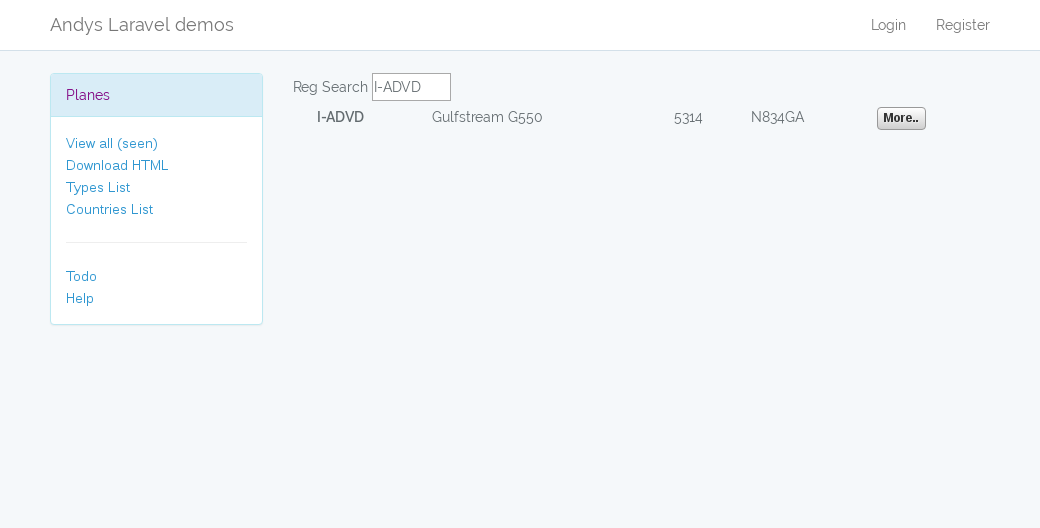 Andys Laravel demos Login Register
Planes
View all (seen)
Download HTML
Types List
Countries List
Todo
Help
Reg Search I-ADVD
I-ADVD Gulfstream G550 5314 N834GA More..